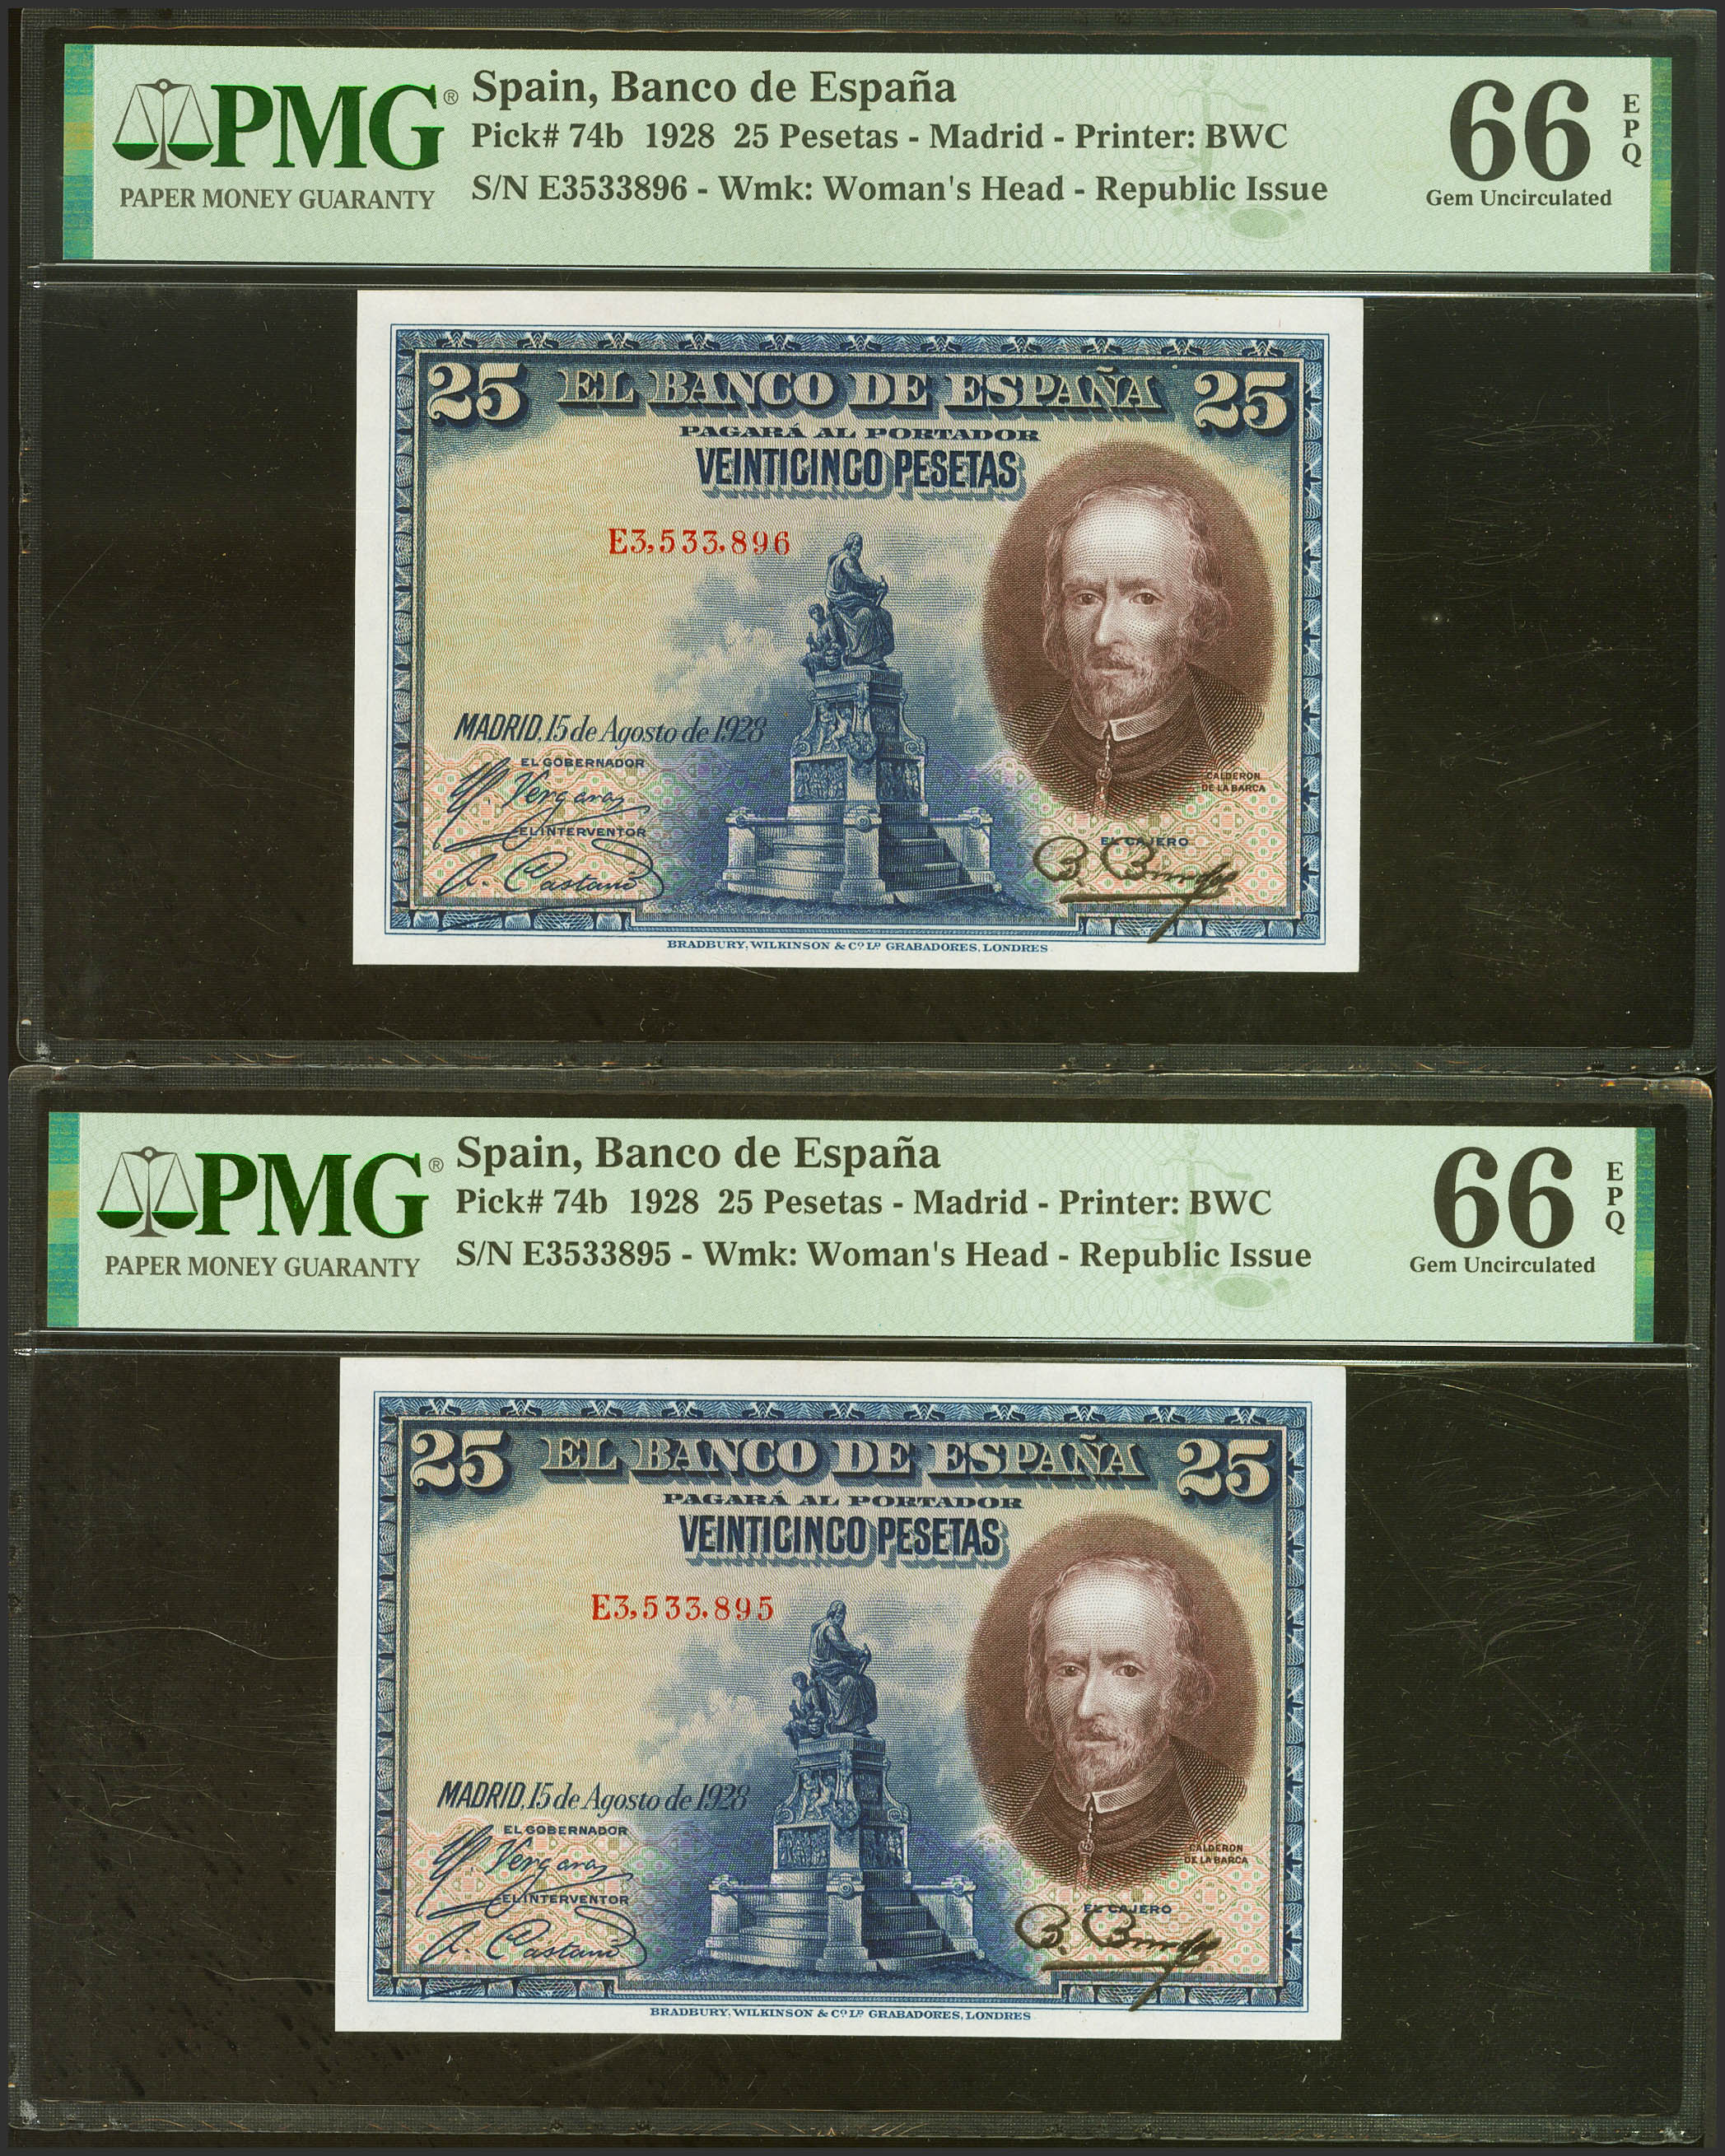 PMG®
PAPER MONEY GUARANTY
Spain, Banco de España
Pick# 74b 1928 25 Pesetas - Madrid - Printer: BWC
S/N E3533896 - Wmk: Woman's Head - Republic Issue
66
EPQ
Gem Uncirculated
25 EL BANCO DE ESPAÑA 25
PAGARÁ AL PORTADOR
VEINTICINCO PESETAS
E3,533,896
MADRID, 15 de Agosto de 1928
EL GOBERNADOR
Vergara
CALDERON
DE LA BARCA
EL INTERVENTOR
EL CAJERO
BRADBURY, WILKINSON & Cº Lᴰ GRABADORES, LONDRES
PMG®
PAPER MONEY GUARANTY
Spain, Banco de España
Pick# 74b 1928 25 Pesetas - Madrid - Printer: BWC
S/N E3533895 - Wmk: Woman's Head - Republic Issue
66
EPQ
Gem Uncirculated
25 EL BANCO DE ESPAÑA 25
PAGARÁ AL PORTADOR
VEINTICINCO PESETAS
E3,533,895
MADRID, 15 de Agosto de 1928
EL GOBERNADOR
Vergara
CALDERON
DE LA BARCA
EL INTERVENTOR
EL CAJERO
BRADBURY, WILKINSON & Cº Lᴰ GRABADORES, LONDRES